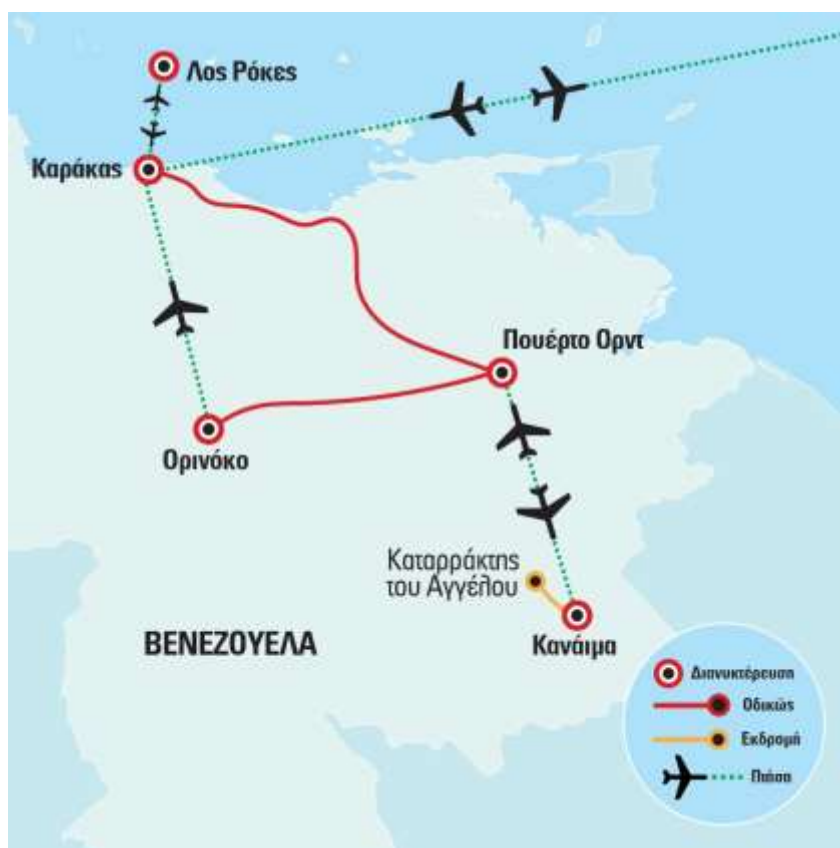 Λος Ρόκες
Καράκας
Πουέρτο Ορντ
Ορινόκο
Καταρράκτης
του Αγγέλου
Κανάιμα
ΒΕΝΕΖΟΥΕΛΑ
Διανυκτέρευση
Οδικώς
Εκδρομή
Πτήση